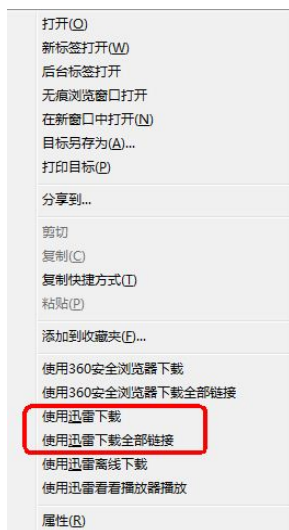 打开(O)
新标签打开(W)
后台标签打开
无痕浏览窗口打开
在新窗口中打开(N)
目标另存为(A)...
打印目标(P)
分享到...
剪切
复制(C)
复制快捷方式(T)
粘贴(P)
添加到收藏夹(F)...
使用360安全浏览器下载
使用360安全浏览器下载全部链接
使用迅雷下载
使用迅雷下载全部链接
使用迅雷离线下载
使用迅雷看看播放器播放
属性(R)